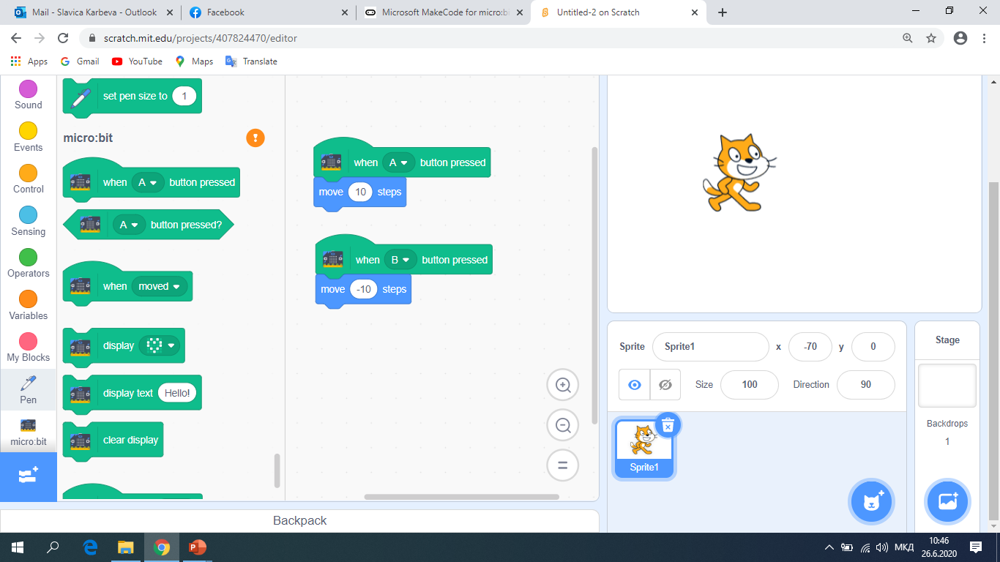 Mail - Slavica Karbeva - Outlook
Facebook
Microsoft MakeCode for micro:bi
Untitled-2 on Scratch
scratch.mit.edu/projects/407824470/editor
Apps
Gmail
YouTube
Maps
Translate
Sound
Events
Control
Sensing
Operators
Variables
My Blocks
Pen
micro:bit
set pen size to 1
micro:bit
when A button pressed
A button pressed?
when moved
display
display text Hello!
clear display
when A button pressed
move 10 steps
when B button pressed
move -10 steps
Backpack
Sprite Sprite1 x -70 y 0
Size 100 Direction 90
Sprite1
Stage
Backdrops
1
МКД
10:46
26.6.2020